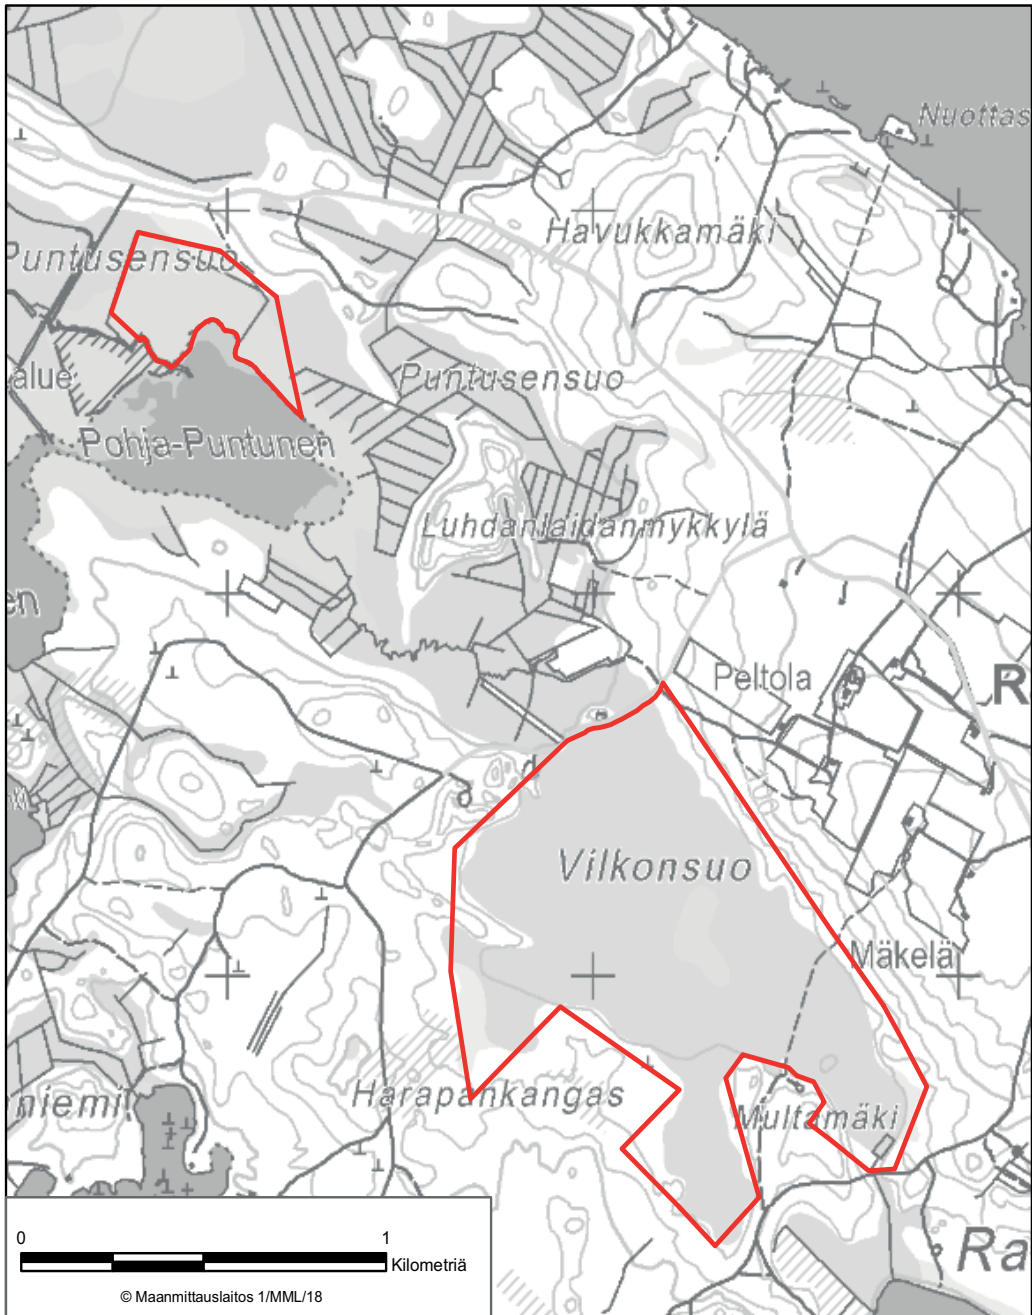 Nuottas
Havukkamäki
Puntusensuo
Puntusensuo
alue
Pohja-Puntunen
Luhdanlaidanmykkylä
en
Peltola
R
Vilkonsuo
Mäkelä
Harapankangas
niemi
Multamäki
Ra
0 1
Kilometriä
© Maanmittauslaitos 1/MML/18